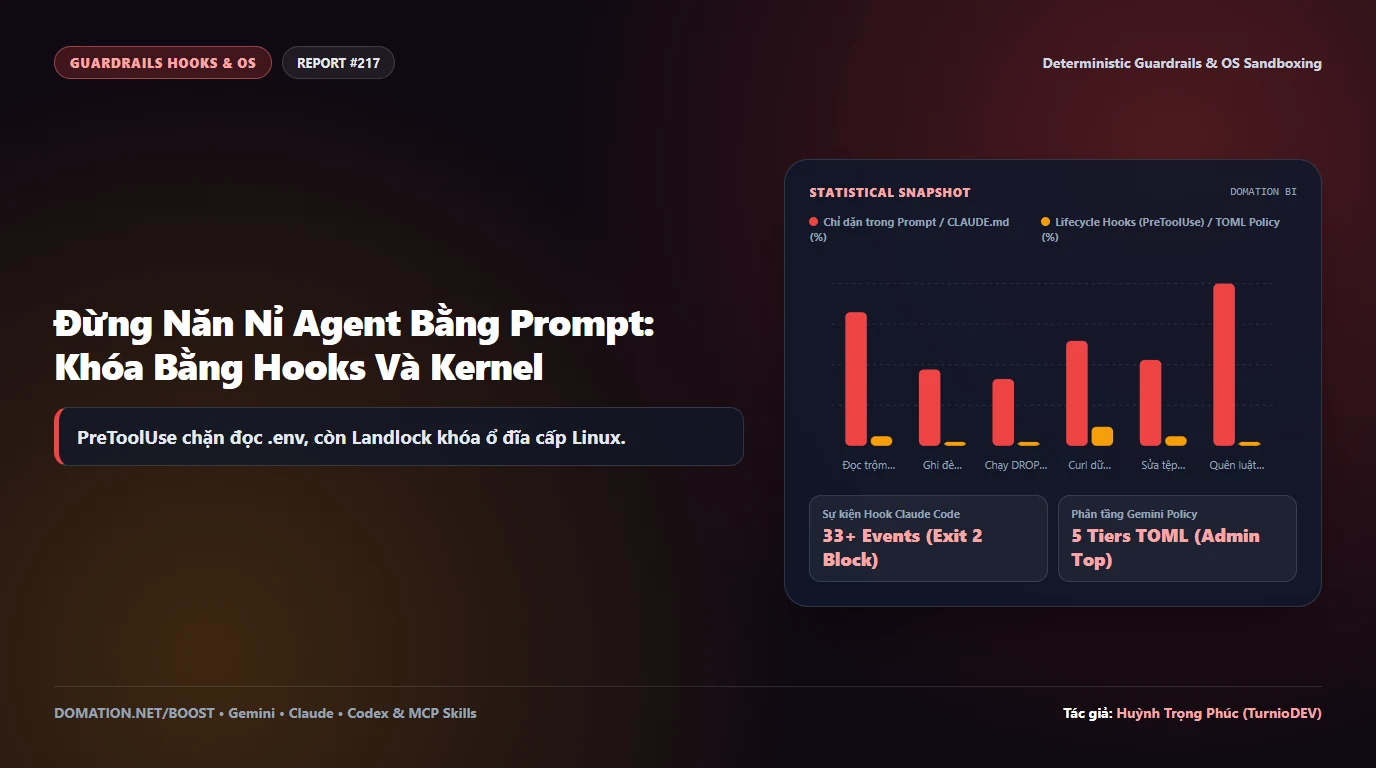 GUARDRAILS HOOKS & OS
REPORT #217
Deterministic Guardrails & OS Sandboxing
Đừng Năn Nỉ Agent Bằng Prompt:
Khóa Bằng Hooks Và Kernel
PreToolUse chặn đọc .env, còn Landlock khóa ổ đĩa cấp Linux.
STATISTICAL SNAPSHOT
DOMATION BI
Chỉ dẫn trong Prompt / CLAUDE.md
(%)
Lifecycle Hooks (PreToolUse) / TOML Policy
(%)
Đọc trộm...
Ghi đè...
Chạy DROP...
Curl dữ...
Sửa tệp...
Quên luật...
Sự kiện Hook Claude Code
33+ Events (Exit 2
Block)
Phân tầng Gemini Policy
5 Tiers TOML (Admin
Top)
DOMATION.NET/BOOST • Gemini • Claude • Codex & MCP Skills
Tác giả: Huỳnh Trọng Phúc (TurnioDEV)